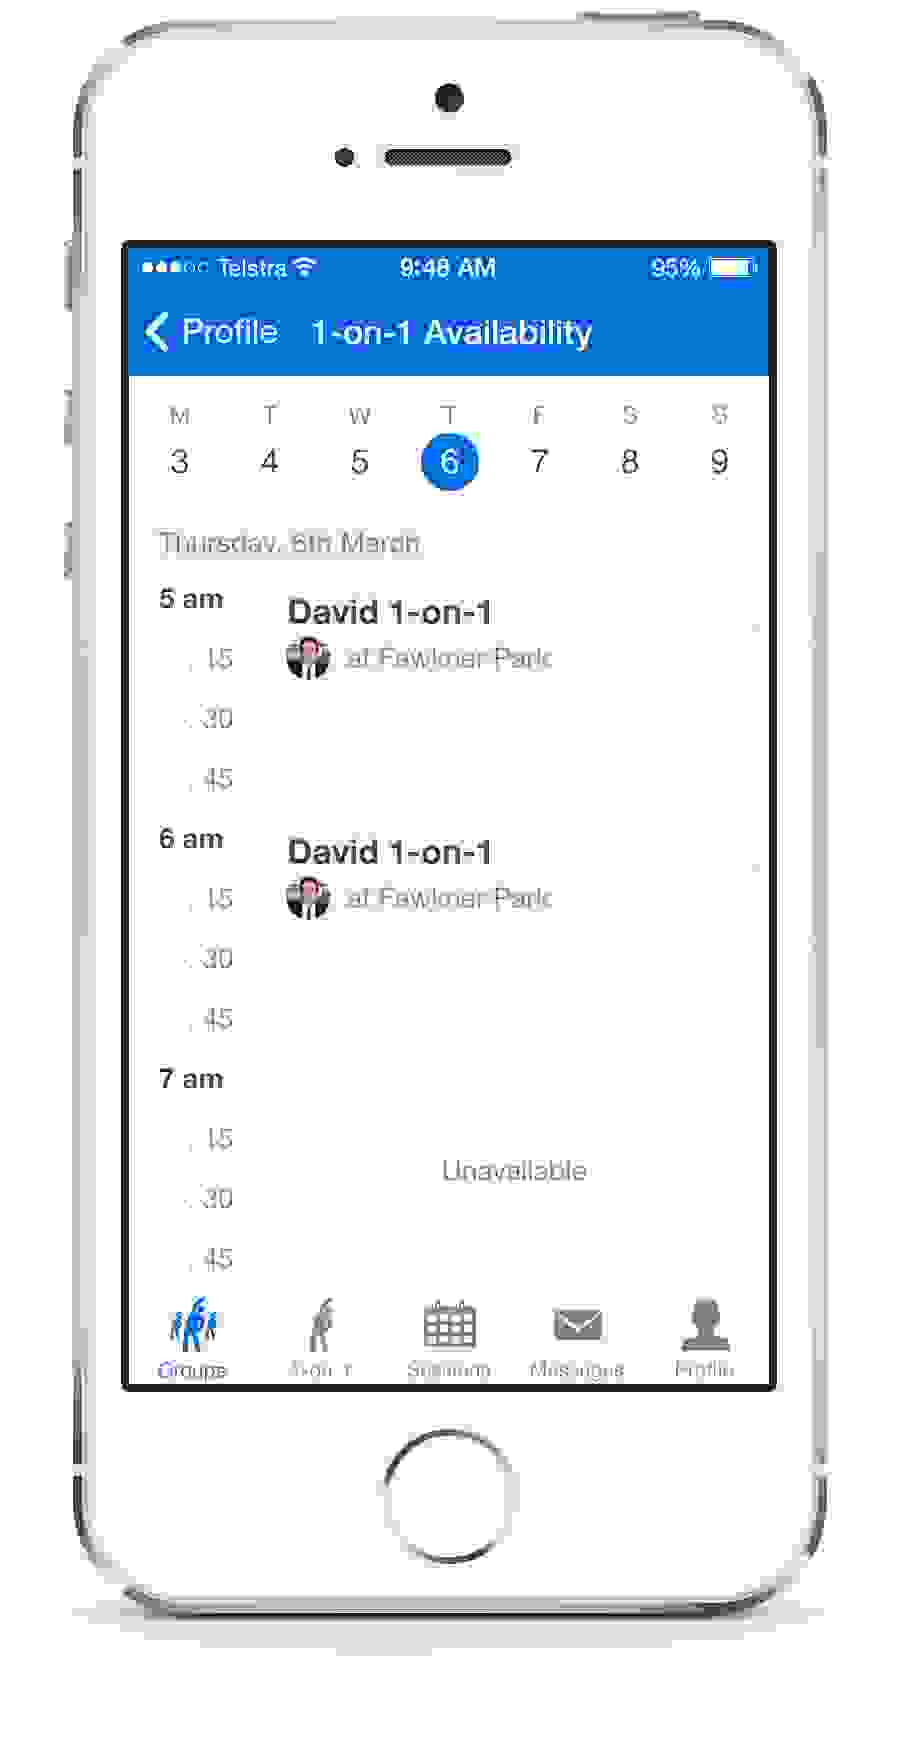 Telstra 9:48 AM 95%
Profile 1-on-1 Availability
M T W T F S S
3 4 5 6 7 8 9
Thursday, 6th March
5 am
David 1-on-1
: 15 at Fawkner Park
: 30
: 45
6 am
David 1-on-1
: 15 at Fawkner Park
: 30
: 45
7 am
: 15
Unavailable
: 30
: 45
Groups 1-on-1 Sessions Messages Profile